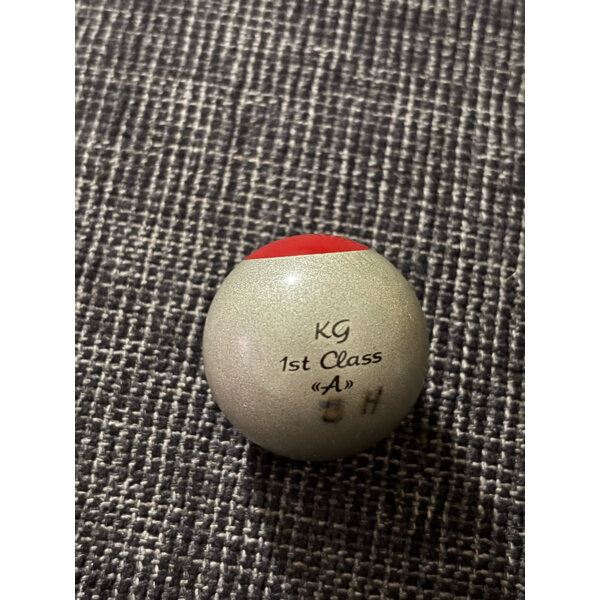 KG
1st Class
«A»
H